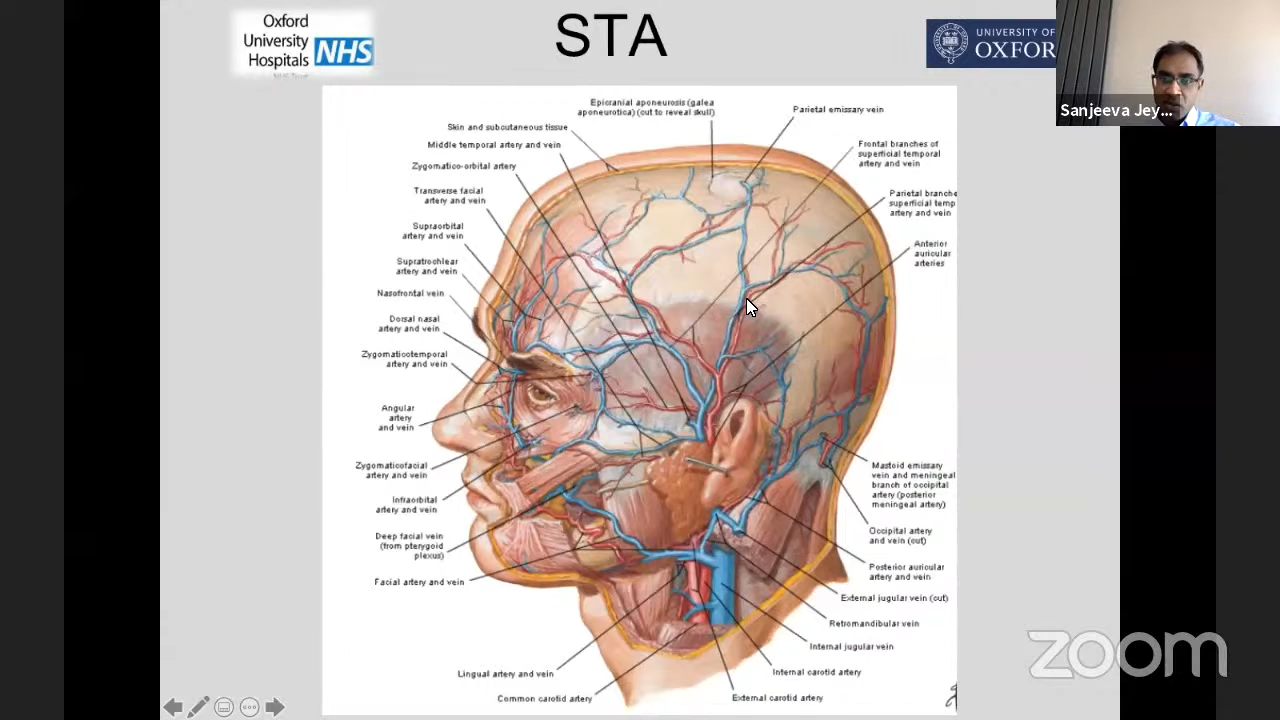 Oxford
University
Hospitals
NHS
STA
UNIVERSITY OF
OXFOR
Sanjeeva Jey...
Epicranial aponeurosis (galea
aponeurotica) (cut to reveal skull)
Parietal emissary vein
Skin and subcutaneous tissue
Middle temporal artery and vein
Frontal branches of
superficial temporal
artery and vein
Zygomatico-orbital artery
Transverse facial
artery and vein
Parietal branche
superficial temp
artery and vein
Supraorbital
artery and vein
Anterior
auricular
arteries
Supratrochlear
artery and vein
Nasofrontal vein
Dorsal nasal
artery and vein
Zygomaticotemporal
artery and vein
Angular
artery
and vein
Zygomaticofacial
artery and vein
Mastoid emissary
vein and meningeal
branch of occipital
artery (posterior
meningeal artery)
Infraorbital
artery and vein
Occipital artery
and vein (cut)
Deep facial vein
(from pterygoid
plexus)
Posterior auricular
artery and vein
Facial artery and vein
External jugular vein (cut)
Retromandibular vein
Internal jugular vein
Lingual artery and vein
Internal carotid artery
Common carotid artery
External carotid artery
zoom